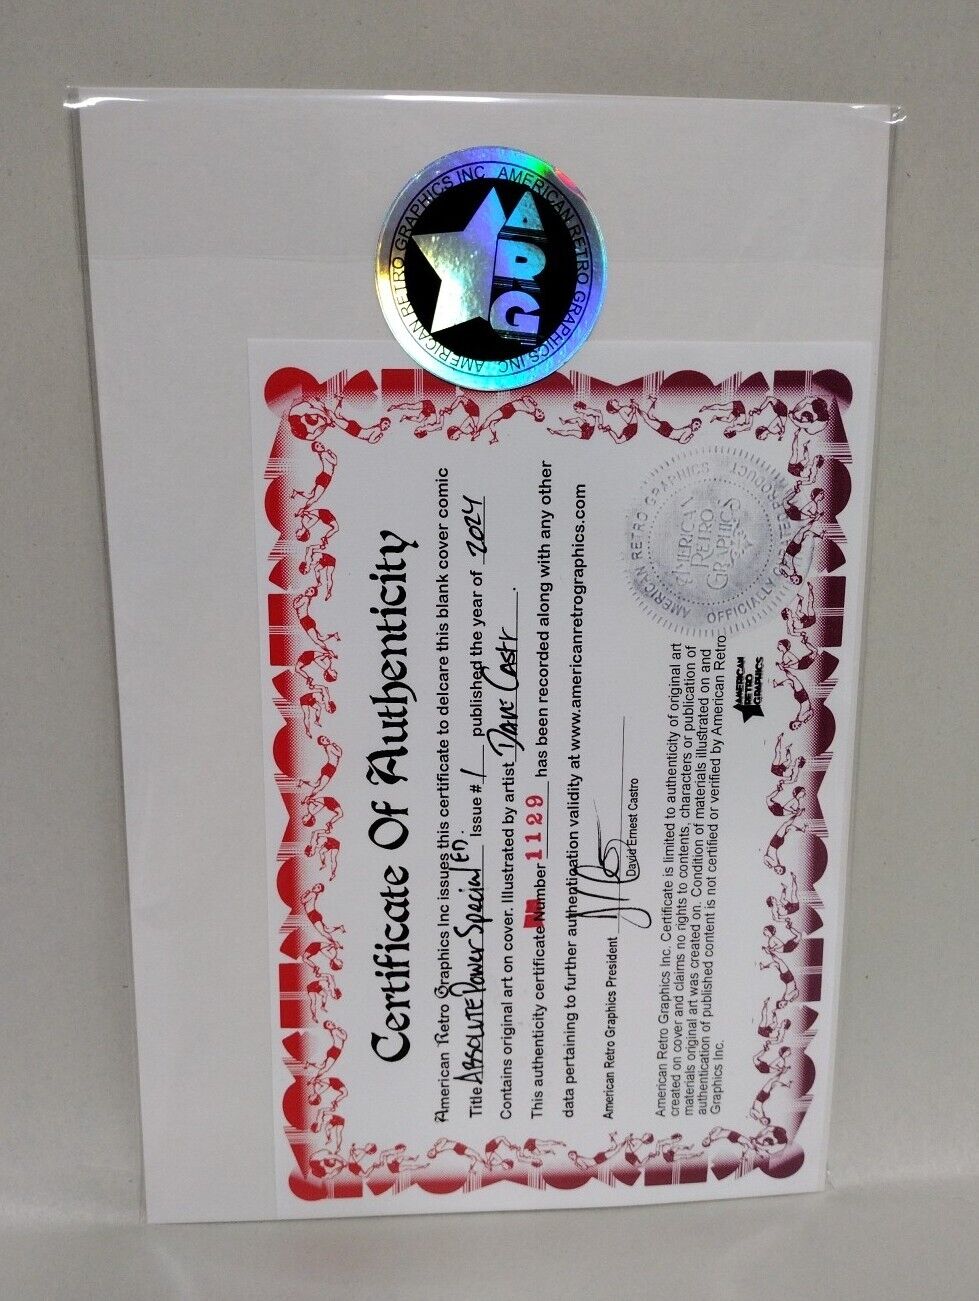 AMERICAN RETRO GRAPHICS INC AMERICAN RETRO GRAPHICS INC
ARG
Certificate Of Authenticity
American Retro Graphics Inc issues this certificate to delcare this blank cover comic
Title Absolute Power Special ED. Issue # 1 published the year of 2024
Contains original art on cover. Illustrated by artist Dave Castr.
This authenticity certificate Number 1129 has been recorded along with any other
data pertaining to further authentication validity at www.americanretrographics.com
American Retro Graphics President
David Ernest Castro
American Retro Graphics Inc. Certificate is limited to authenticity of original art
created on cover and claims no rights to contents, characters or publication of
materials original art was created on. Condition of materials illustrated on and
authentication of published content is not certified or verified by American Retro
Graphics Inc.
AMERICAN
RETRO
GRAPHICS
AMERICAN RETRO GRAPHICS
OFFICIALLY PRODUCT
AMERICAN
RETRO
GRAPHICS